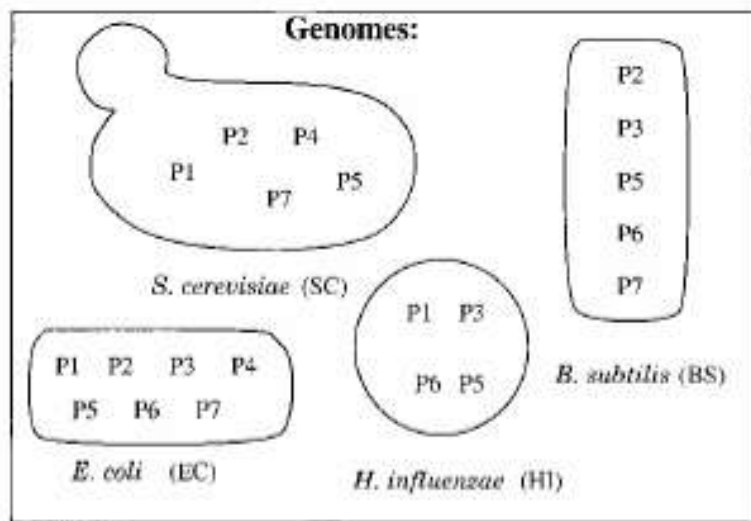 Genomes:
P2 P4
P1 P7 P5
S. cerevisiae (SC)
P2
P3
P5
P6
P7
B. subtilis (BS)
P1 P2 P3 P4
P5 P6 P7
E. coli (EC)
P1 P3
P6 P5
H. influenzae (HI)